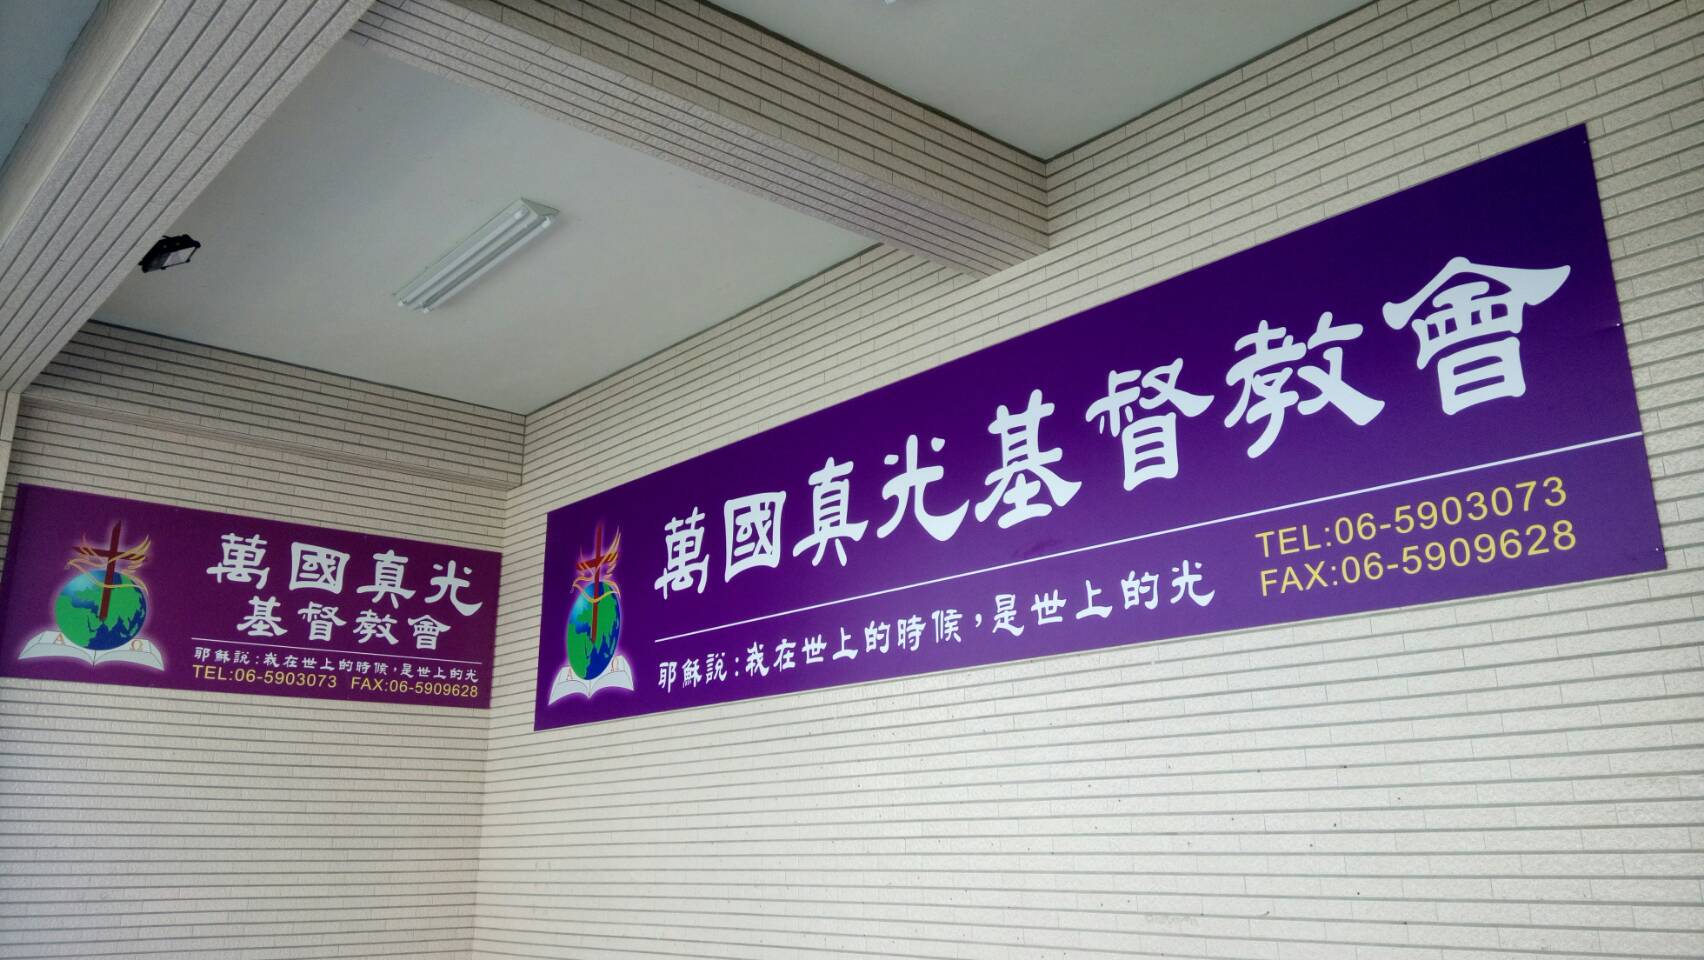 萬國真光
基督教會
耶穌說:我在世上的時候,是世上的光
TEL:06-5903073 FAX:06-5909628
Α Ω
萬國真光基督教會
耶穌說:我在世上的時候,是世上的光
TEL:06-5903073
FAX:06-5909628
Α Ω